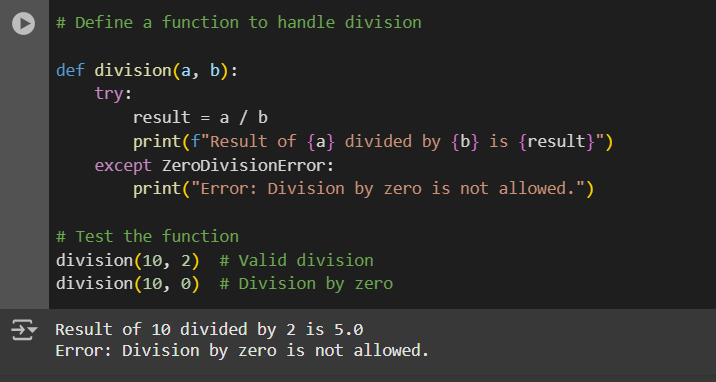 # Define a function to handle division
def division(a, b):
    try:
        result = a / b
        print(f"Result of {a} divided by {b} is {result}")
    except ZeroDivisionError:
        print("Error: Division by zero is not allowed.")
# Test the function
division(10, 2)  # Valid division
division(10, 0)  # Division by zero
Result of 10 divided by 2 is 5.0
Error: Division by zero is not allowed.